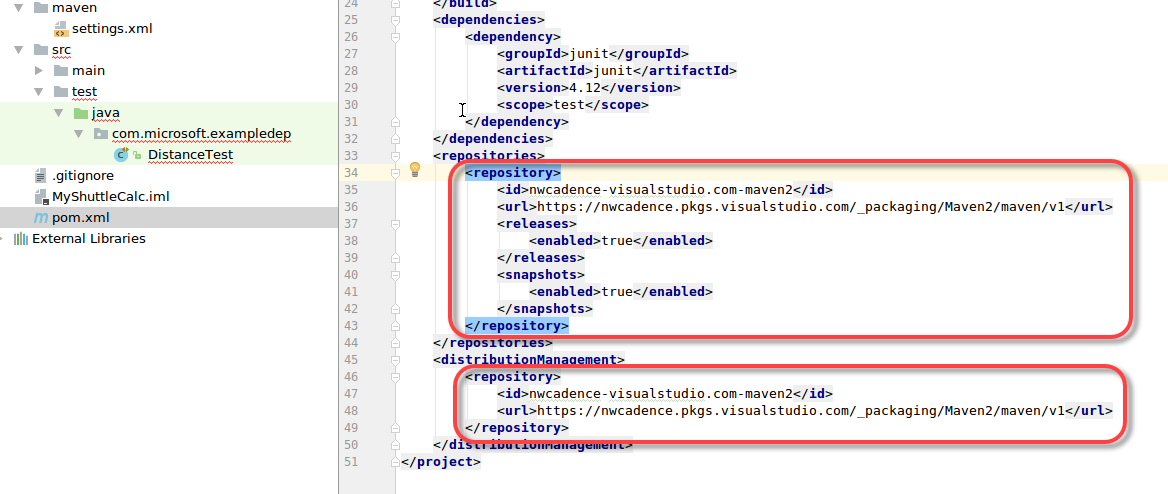 maven
settings.xml
src
main
test
java
com.microsoft.exampledep
DistanceTest
.gitignore
MyShuttleCalc.iml
pom.xml
External Libraries
24 </build>
25 <dependencies>
26 <dependency>
27 <groupId>junit</groupId>
28 <artifactId>junit</artifactId>
29 <version>4.12</version>
30 <scope>test</scope>
31 </dependency>
32 </dependencies>
33 <repositories>
34 <repository>
35 <id>nwcadence-visualstudio.com-maven2</id>
36 <url>https://nwcadence.pkgs.visualstudio.com/_packaging/Maven2/maven/v1</url>
37 <releases>
38 <enabled>true</enabled>
39 </releases>
40 <snapshots>
41 <enabled>true</enabled>
42 </snapshots>
43 </repository>
44 </repositories>
45 <distributionManagement>
46 <repository>
47 <id>nwcadence-visualstudio.com-maven2</id>
48 <url>https://nwcadence.pkgs.visualstudio.com/_packaging/Maven2/maven/v1</url>
49 </repository>
50 </distributionManagement>
51 </project>